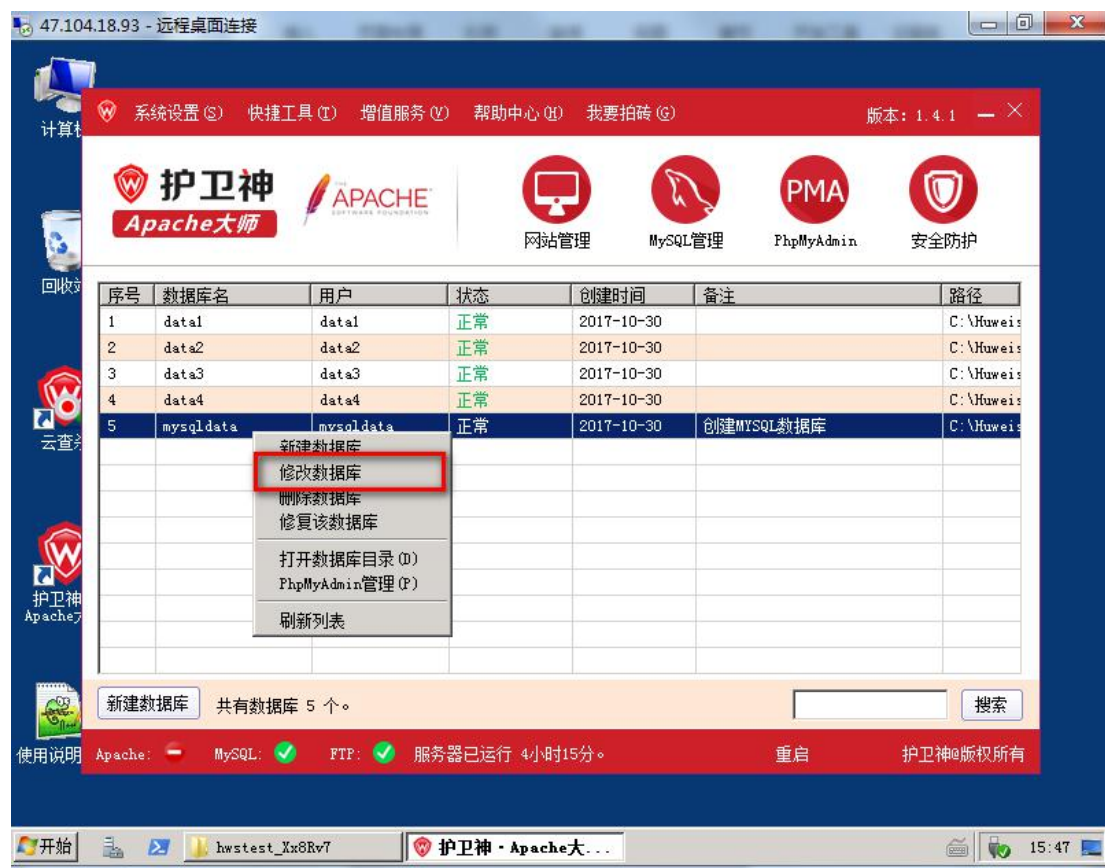 47.104.18.93 - 远程桌面连接
计算机
系统设置(S) 快捷工具(T) 增值服务(V) 帮助中心(H) 我要拍砖(G) 版本: 1.4.1
护卫神
Apache大师
THE
APACHE
SOFTWARE FOUNDATION
PMA
网站管理 MySQL管理 PhpMyAdmin 安全防护
回收站
序号 数据库名 用户 状态 创建时间 备注 路径
1 data1 data1 正常 2017-10-30 C:\Huweis
2 data2 data2 正常 2017-10-30 C:\Huweis
3 data3 data3 正常 2017-10-30 C:\Huweis
4 data4 data4 正常 2017-10-30 C:\Huweis
5 mysqldata mysqldata 正常 2017-10-30 创建MYSQL数据库 C:\Huweis
云查杀
新建数据库
修改数据库
删除数据库
修复该数据库
打开数据库目录(D)
PhpMyAdmin管理(P)
刷新列表
护卫神
Apache大
新建数据库 共有数据库 5 个。 搜索
使用说明
Apache: MySQL: FTP: 服务器已运行 4小时15分。 重启 护卫神@版权所有
开始 hwstest_Xx8Rv7 护卫神·Apache大... 15:47